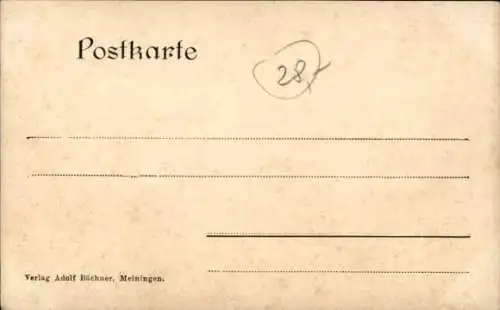 Postkarte
28,-
Verlag Adolf Büchner, Meiningen.